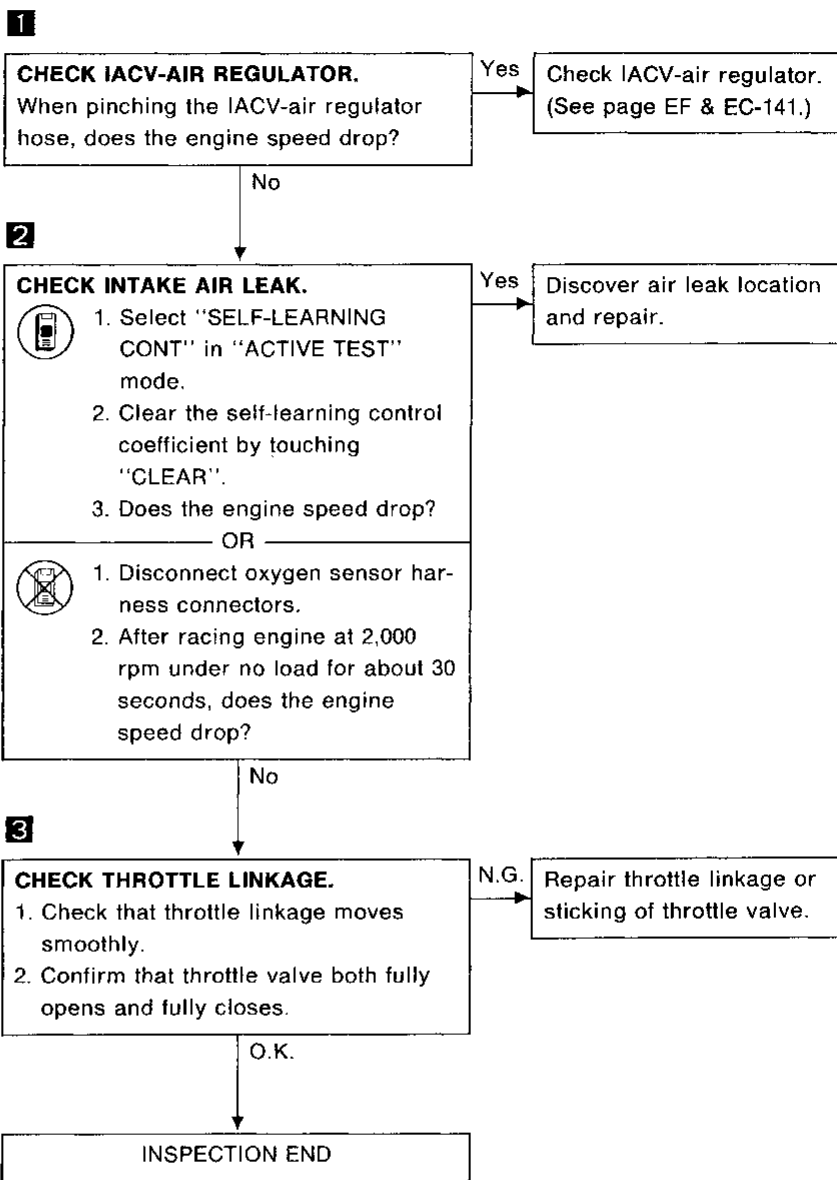 1
CHECK IACV-AIR REGULATOR.
When pinching the IACV-air regulator
hose, does the engine speed drop?
Yes
Check IACV-air regulator.
(See page EF & EC-141.)
No
2
CHECK INTAKE AIR LEAK.
1. Select "SELF-LEARNING
CONT" in "ACTIVE TEST"
mode.
2. Clear the self-learning control
coefficient by touching
"CLEAR".
3. Does the engine speed drop?
OR
1. Disconnect oxygen sensor har-
ness connectors.
2. After racing engine at 2,000
rpm under no load for about 30
seconds, does the engine
speed drop?
Yes
Discover air leak location
and repair.
No
3
CHECK THROTTLE LINKAGE.
1. Check that throttle linkage moves
smoothly.
2. Confirm that throttle valve both fully
opens and fully closes.
N.G.
Repair throttle linkage or
sticking of throttle valve.
O.K.
INSPECTION END